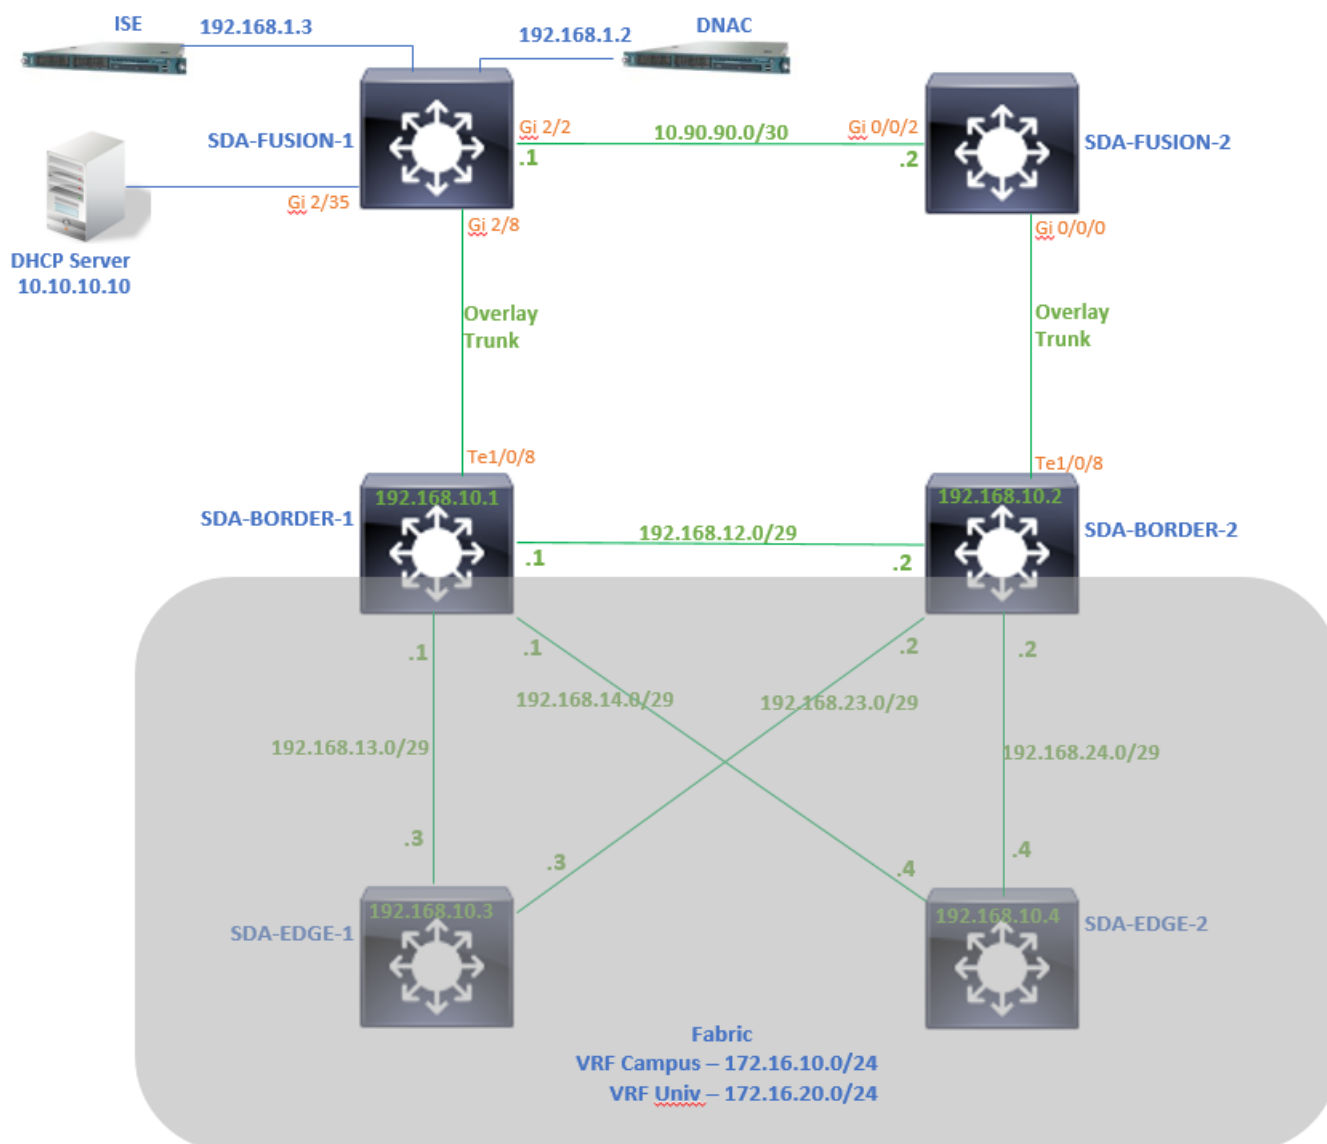 ISE
192.168.1.3
192.168.1.2
DNAC
SDA-FUSION-1
Gi 2/2
10.90.90.0/30
Gi 0/0/2
SDA-FUSION-2
.1
.2
Gi 2/35
Gi 2/8
Gi 0/0/0
DHCP Server
10.10.10.10
Overlay
Trunk
Overlay
Trunk
Te1/0/8
Te1/0/8
192.168.10.1
192.168.10.2
SDA-BORDER-1
192.168.12.0/29
SDA-BORDER-2
.1
.2
.1
.1
.2
.2
192.168.14.0/29
192.168.23.0/29
192.168.13.0/29
192.168.24.0/29
.3
.3
.4
.4
192.168.10.3
192.168.10.4
SDA-EDGE-1
SDA-EDGE-2
Fabric
VRF Campus – 172.16.10.0/24
VRF Univ – 172.16.20.0/24